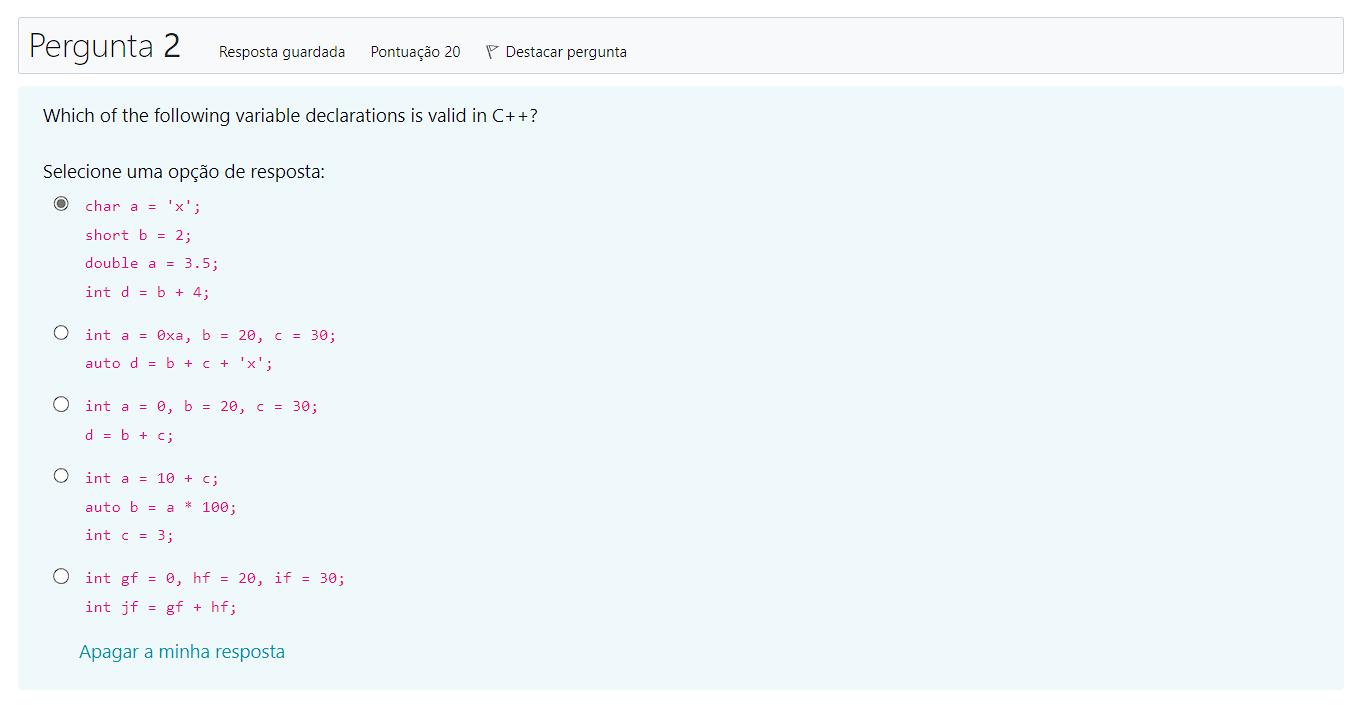 Pergunta 2 Resposta guardada Pontuação 20 Destacar pergunta
Which of the following variable declarations is valid in C++?
Selecione uma opção de resposta:
char a = 'x';
short b = 2;
double a = 3.5;
int d = b + 4;
int a = 0xa, b = 20, c = 30;
auto d = b + c + 'x';
int a = 0, b = 20, c = 30;
d = b + c;
int a = 10 + c;
auto b = a * 100;
int c = 3;
int gf = 0, hf = 20, if = 30;
int jf = gf + hf;
Apagar a minha resposta